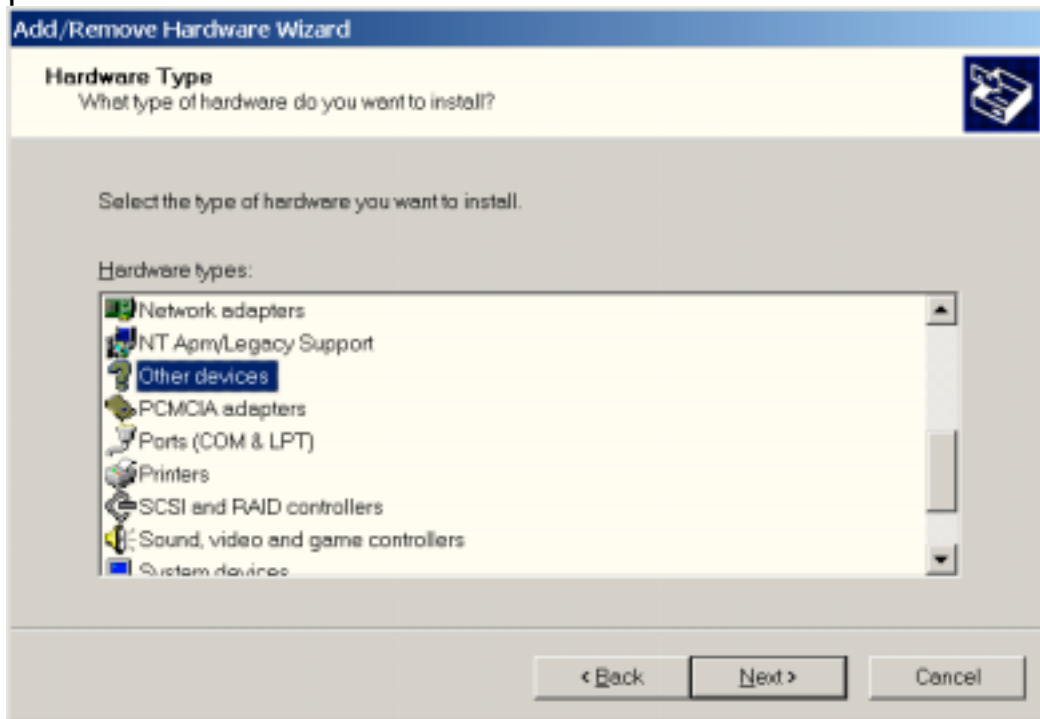 Add/Remove Hardware Wizard
Hardware Type
What type of hardware do you want to install?
Select the type of hardware you want to install.
Hardware types:
Network adapters
NT Apm/Legacy Support
Other devices
PCMCIA adapters
Ports (COM & LPT)
Printers
SCSI and RAID controllers
Sound, video and game controllers
System devices
< Back
Next >
Cancel